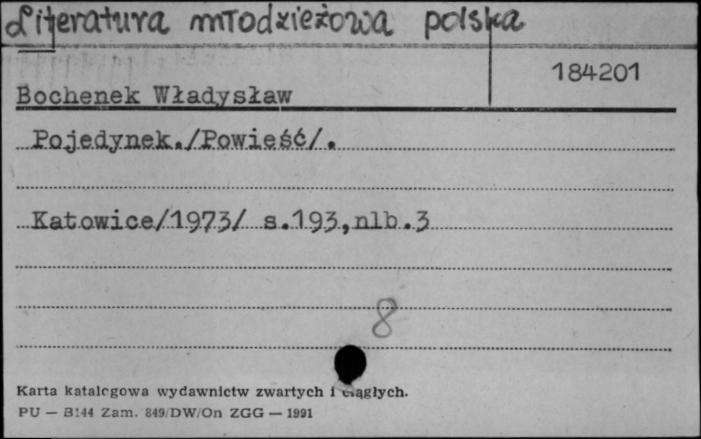 Literatura młodzieżowa polska
184201
Bochenek Władysław
Pojedynek./Powieść/.
Katowice/1973/ s.193,nlb.3
8
Karta katalogowa wydawnictw zwartych i ciągłych.
PU — B144 Zam. 849/DW/On ZGG — 1991